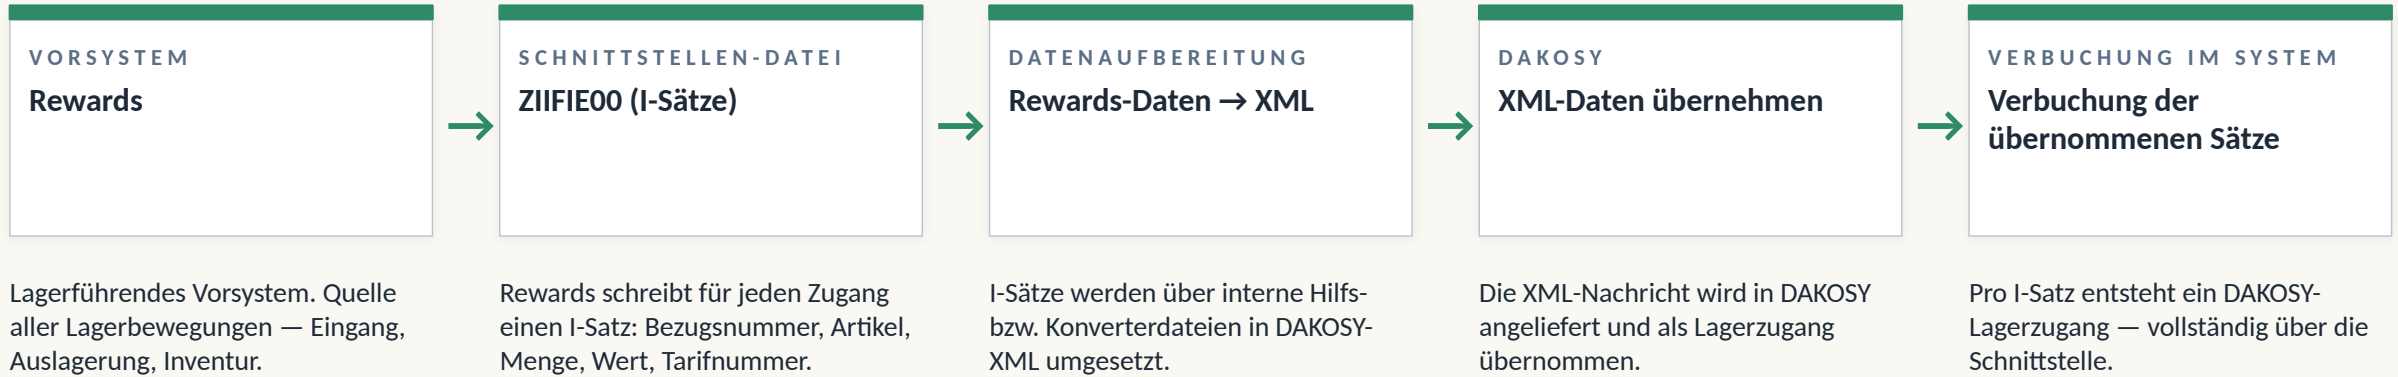 VORSYSTEM
Rewards
SCHNITTSTELLEN-DATEI
ZIIFIE00 (I-Sätze)
DATENAUFBEREITUNG
Rewards-Daten → XML
DAKOSY
XML-Daten übernehmen
VERBUCHUNG IM SYSTEM
Verbuchung der
übernommenen Sätze
Lagerführendes Vorsystem. Quelle
aller Lagerbewegungen — Eingang,
Auslagerung, Inventur.
Rewards schreibt für jeden Zugang
einen I-Satz: Bezugsnummer, Artikel,
Menge, Wert, Tarifnummer.
I-Sätze werden über interne Hilfs-
bzw. Konverterdateien in DAKOSY-
XML umgesetzt.
Die XML-Nachricht wird in DAKOSY
angeliefert und als Lagerzugang
übernommen.
Pro I-Satz entsteht ein DAKOSY-
Lagerzugang — vollständig über die
Schnittstelle.